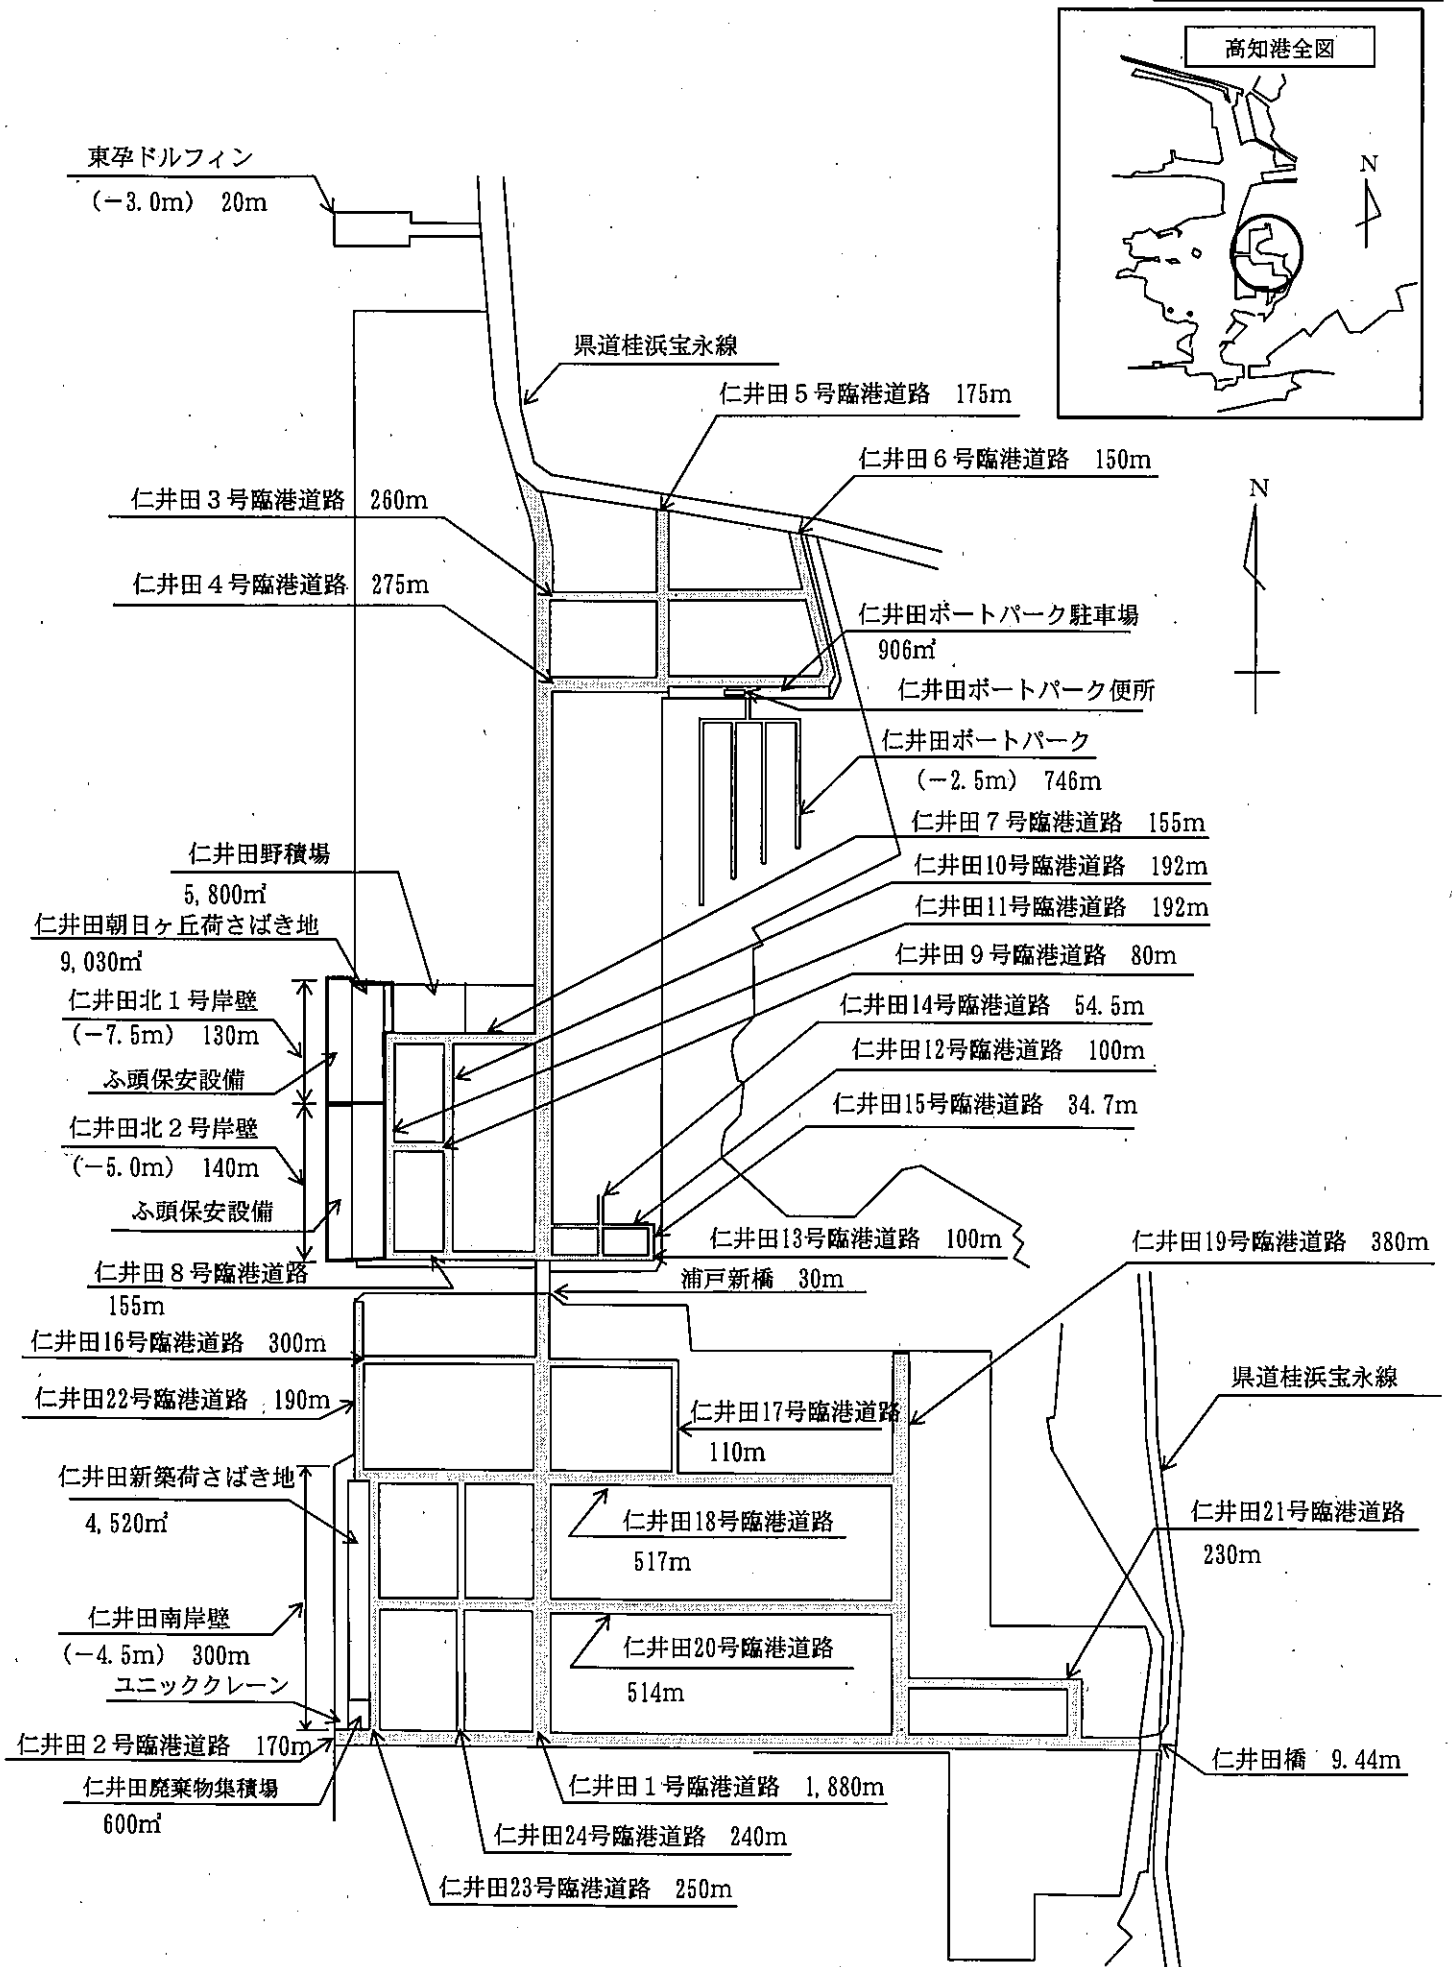 高知港全図
N
東孕ドルフィン
(-3.0m) 20m
県道桂浜宝永線
仁井田5号臨港道路 175m
仁井田6号臨港道路 150m
仁井田3号臨港道路 260m
N
仁井田4号臨港道路 275m
仁井田ボートパーク駐車場
906㎡
仁井田ボートパーク便所
仁井田ボートパーク
(-2.5m) 746m
仁井田7号臨港道路 155m
仁井田野積場
5,800㎡
仁井田10号臨港道路 192m
仁井田11号臨港道路 192m
仁井田朝日ヶ丘荷さばき地
9,030㎡
仁井田9号臨港道路 80m
仁井田北1号岸壁
(-7.5m) 130m
仁井田14号臨港道路 54.5m
仁井田12号臨港道路 100m
ふ頭保安設備
仁井田15号臨港道路 34.7m
仁井田北2号岸壁
(-5.0m) 140m
ふ頭保安設備
仁井田13号臨港道路 100m
仁井田19号臨港道路 380m
仁井田8号臨港道路
155m
浦戸新橋 30m
仁井田16号臨港道路 300m
県道桂浜宝永線
仁井田22号臨港道路 190m
仁井田17号臨港道路
110m
仁井田新築荷さばき地
4,520㎡
仁井田18号臨港道路
517m
仁井田21号臨港道路
230m
仁井田南岸壁
(-4.5m) 300m
仁井田20号臨港道路
514m
ユニッククレーン
仁井田2号臨港道路 170m
仁井田橋 9.44m
仁井田廃棄物集積場
600㎡
仁井田1号臨港道路 1,880m
仁井田24号臨港道路 240m
仁井田23号臨港道路 250m